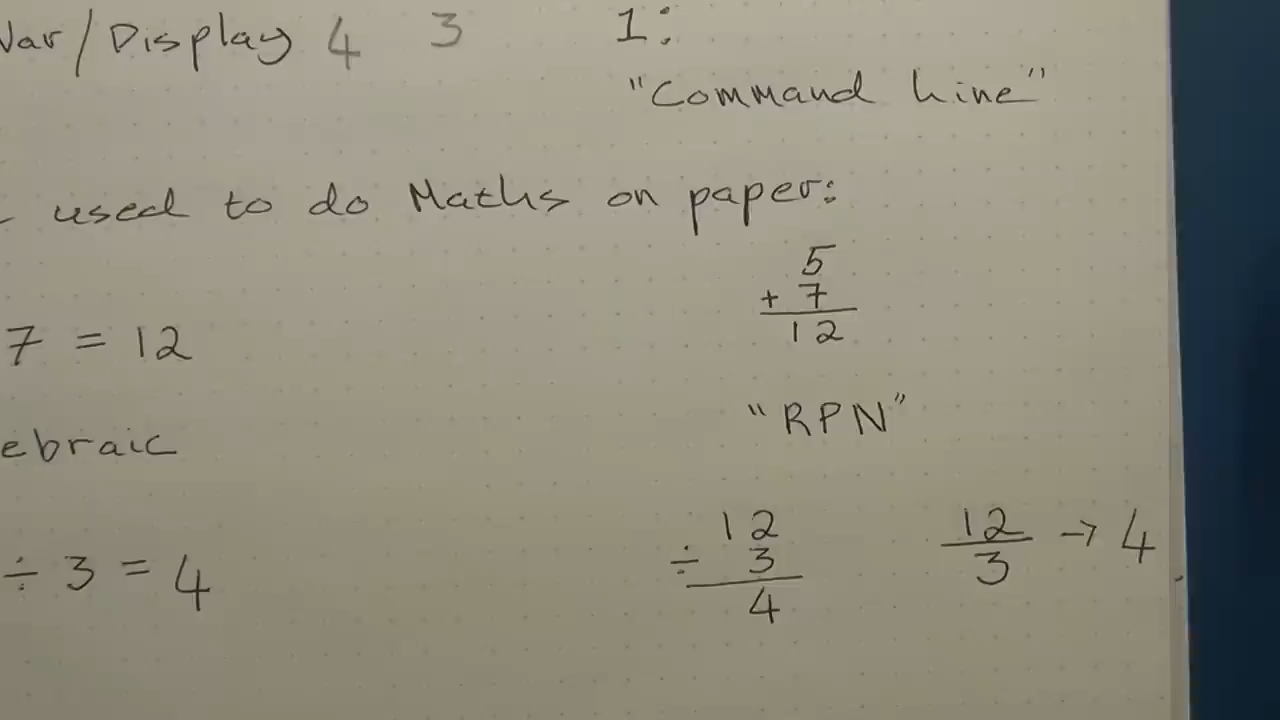 Var/Display 4 3 1:
"Command Line"
used to do Maths on paper:
5
+ 7
12
7 = 12
"RPN"
ebraic
12
÷ 3
4
12
3 → 4
÷ 3 = 4